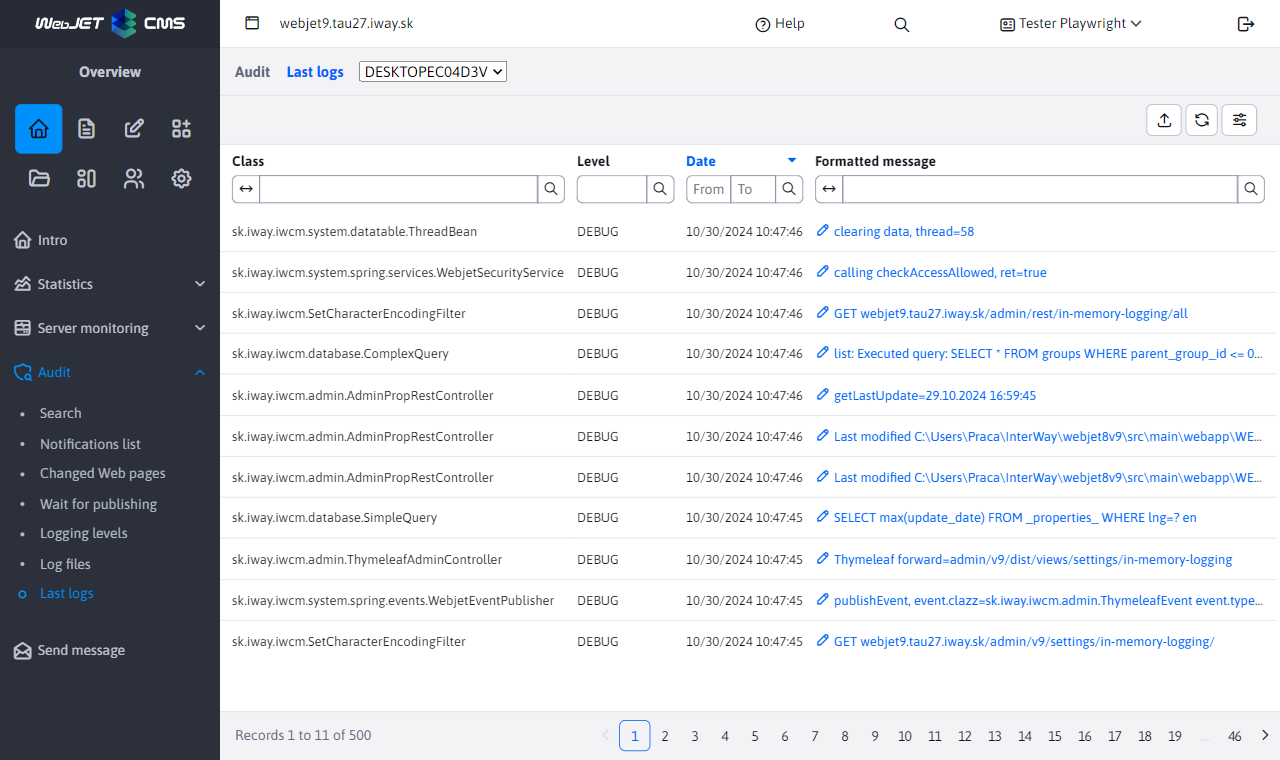 WebJET CMS
webjet9.tau27.iway.sk
Help
Tester Playwright
Overview
Audit Last logs DESKTOPEC04D3V
Intro
Statistics
Server monitoring
Audit
Search
Notifications list
Changed Web pages
Wait for publishing
Logging levels
Log files
Last logs
Send message
Class Level Date Formatted message
From To
sk.iway.iwcm.system.datatable.ThreadBean DEBUG 10/30/2024 10:47:46 clearing data, thread=58
sk.iway.iwcm.system.spring.services.WebjetSecurityService DEBUG 10/30/2024 10:47:46 calling checkAccessAllowed, ret=true
sk.iway.iwcm.SetCharacterEncodingFilter DEBUG 10/30/2024 10:47:46 GET webjet9.tau27.iway.sk/admin/rest/in-memory-logging/all
sk.iway.iwcm.database.ComplexQuery DEBUG 10/30/2024 10:47:46 list: Executed query: SELECT * FROM groups WHERE parent_group_id <= 0...
sk.iway.iwcm.admin.AdminPropRestController DEBUG 10/30/2024 10:47:46 getLastUpdate=29.10.2024 16:59:45
sk.iway.iwcm.admin.AdminPropRestController DEBUG 10/30/2024 10:47:46 Last modified C:\Users\Praca\InterWay\webjet8v9\src\main\webapp\WE...
sk.iway.iwcm.admin.AdminPropRestController DEBUG 10/30/2024 10:47:46 Last modified C:\Users\Praca\InterWay\webjet8v9\src\main\webapp\WE...
sk.iway.iwcm.database.SimpleQuery DEBUG 10/30/2024 10:47:45 SELECT max(update_date) FROM _properties_ WHERE lng=? en
sk.iway.iwcm.admin.ThymeleafAdminController DEBUG 10/30/2024 10:47:45 Thymeleaf forward=admin/v9/dist/views/settings/in-memory-logging
sk.iway.iwcm.system.spring.events.WebjetEventPublisher DEBUG 10/30/2024 10:47:45 publishEvent, event.clazz=sk.iway.iwcm.admin.ThymeleafEvent event.type...
sk.iway.iwcm.SetCharacterEncodingFilter DEBUG 10/30/2024 10:47:45 GET webjet9.tau27.iway.sk/admin/v9/settings/in-memory-logging/
Records 1 to 11 of 500
1 2 3 4 5 6 7 8 9 10 11 12 13 14 15 16 17 18 19 ... 46